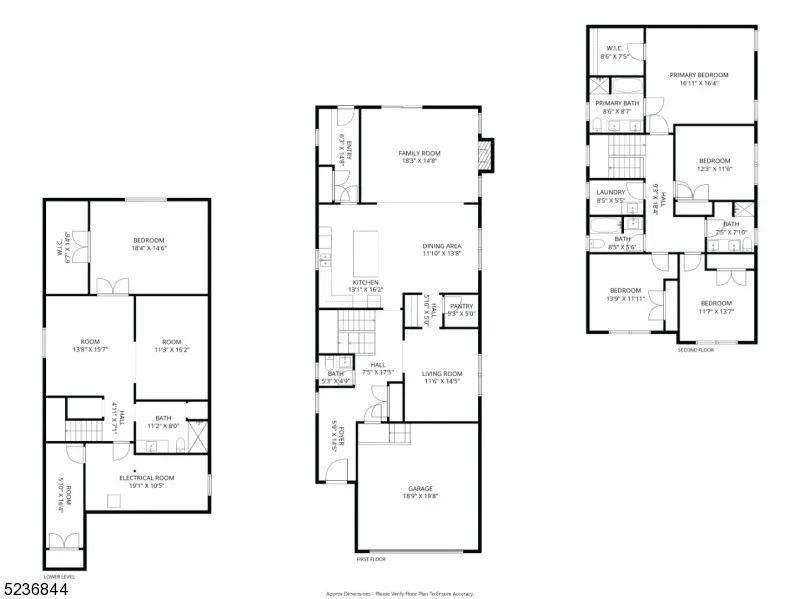 W.I.C.
6'7" X 14'6"
BEDROOM
18'4" X 14'6"
ROOM
13'8" X 15'7"
ROOM
11'3" X 16'2"
HALL
4'11" X 7'1"
BATH
11'2" X 8'0"
ROOM
5'10" X 16'4"
ELECTRICAL ROOM
19'1" X 10'5"
LOWER LEVEL
ENTRY
6'3" X 14'8"
FAMILY ROOM
18'3" X 14'8"
DINING AREA
11'10" X 13'8"
KITCHEN
13'1" X 16'2"
HALL
5'10" X 5'0"
PANTRY
5'0"
HALL
7'5" X 17'5"
BATH
5'3" X 4'9"
LIVING ROOM
11'6" X 14'5"
FOYER
5'9" X 14'5"
GARAGE
18'9" X 19'8"
FIRST FLOOR
W.I.C.
8'6" X 7'5"
PRIMARY BEDROOM
16'11" X 16'4"
PRIMARY BATH
8'6" X 8'7"
BEDROOM
12'3" X 11'6"
LAUNDRY
8'5" X 5'5"
HALL
9'3" X 18'4"
BATH
7'5" X 7'10"
BATH
8'5" X 5'6"
BEDROOM
13'9" X 11'11"
BEDROOM
11'7" X 13'7"
SECOND FLOOR
5236844
Approx Dimensions - Please Verify Floor Plan To Ensure Accuracy.